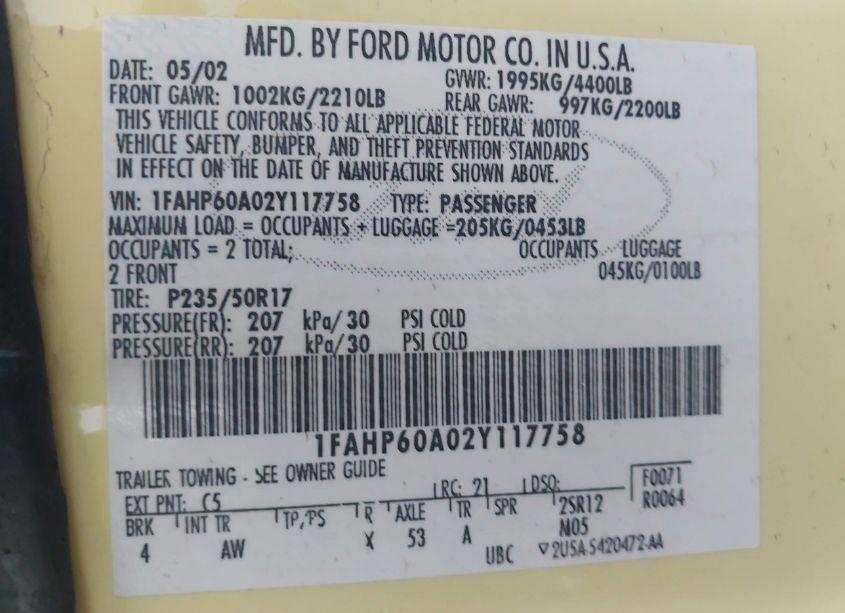 MFD. BY FORD MOTOR CO. IN U.S.A.
DATE: 05/02 GVWR: 1995KG/4400LB
FRONT GAWR: 1002KG/2210LB REAR GAWR: 997KG/2200LB
THIS VEHICLE CONFORMS TO ALL APPLICABLE FEDERAL MOTOR
VEHICLE SAFETY, BUMPER, AND THEFT PREVENTION STANDARDS
IN EFFECT ON THE DATE OF MANUFACTURE SHOWN ABOVE.
VIN: 1FAHP60A02Y117758 TYPE: PASSENGER
MAXIMUM LOAD = OCCUPANTS + LUGGAGE =205KG/0453LB
OCCUPANTS = 2 TOTAL; OCCUPANTS LUGGAGE
2 FRONT 045KG/0100LB
TIRE: P235/50R17
PRESSURE(FR): 207 kPa/30 PSI COLD
PRESSURE(RR): 207 kPa/30 PSI COLD
1FAHP60A02Y117758
TRAILER TOWING - SEE OWNER GUIDE
EXT PNT: C5 RC: 21 DSO: F0071
BRK INT TR TP/PS R AXLE TR SPR 2SR12 R0064
4 AW X 53 A M05
UBC ▽2U5A-5420472-AA